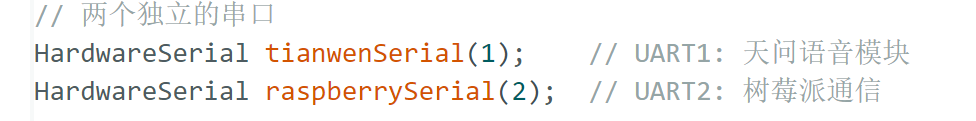 // 两个独立的串口
HardwareSerial tianwenSerial(1);    // UART1: 天问语音模块
HardwareSerial raspberrySerial(2);  // UART2: 树莓派通信